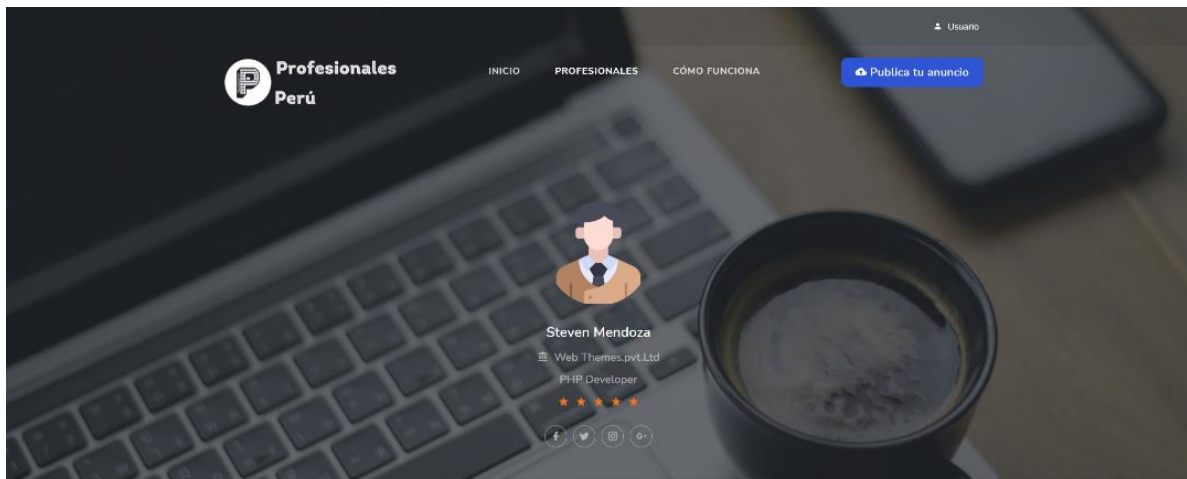 Usuario
Profesionales
Perú
INICIO PROFESIONALES CÓMO FUNCIONA
Publica tu anuncio
Steven Mendoza
Web Themes.pvt.Ltd
PHP Developer